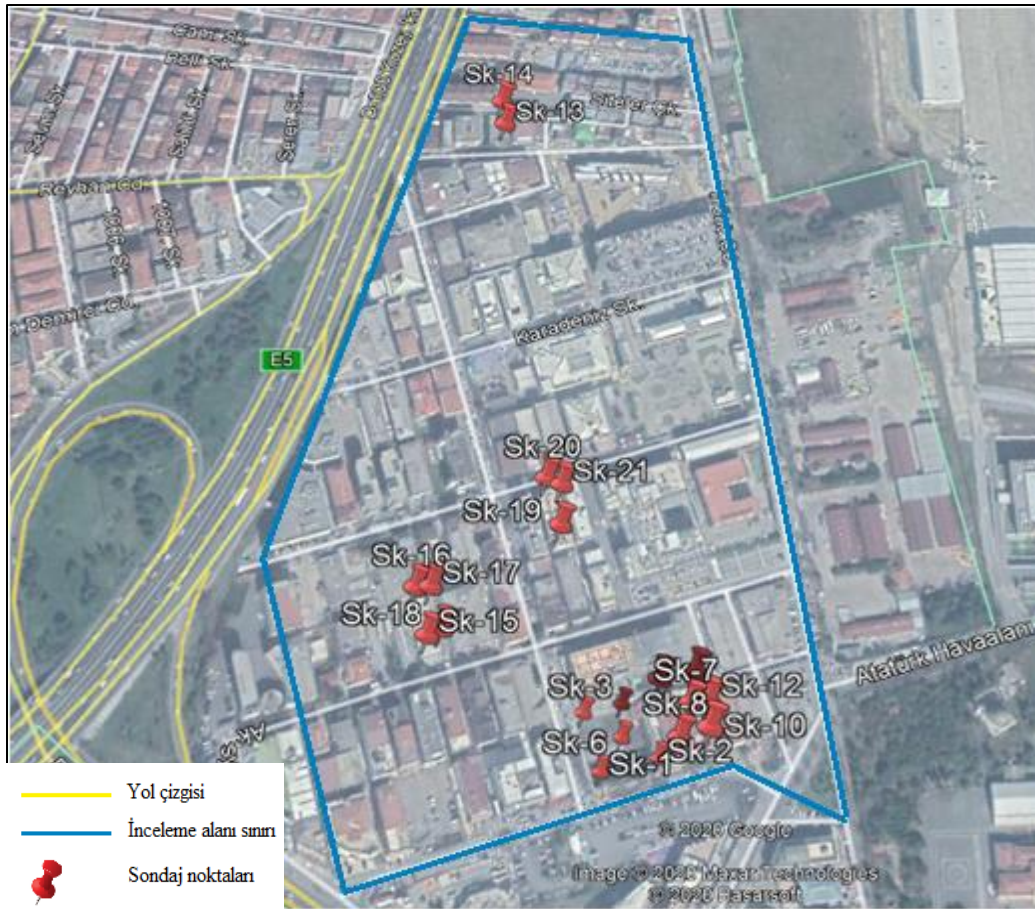 Cami Sk.
Sk-14
Sk-13
Reyhan Cd.
E5
Karadeniz Sk.
Sk-20
Sk-21
Sk-19
Sk-16
Sk-17
Sk-18
Sk-15
Sk-7
Sk-3
Sk-12
Sk-8
Sk-10
Sk-6
Sk-2
Sk-1
Atatürk Havaalanı
Yol çizgisi
İnceleme alanı sınırı
Sondaj noktaları
© 2020 Google
Image © 2020 Maxar Technologies
© 2020 Basarsoft